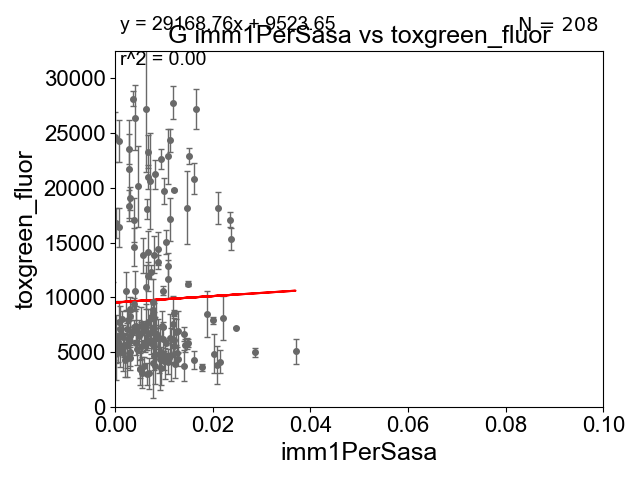 y = 29168.76x + 9523.65
N = 208
G imm1PerSasa vs toxgreen_fluor
r^2 = 0.00
30000
25000
20000
15000
10000
5000
0
toxgreen_fluor
0.00 0.02 0.04 0.06 0.08 0.10
imm1PerSasa